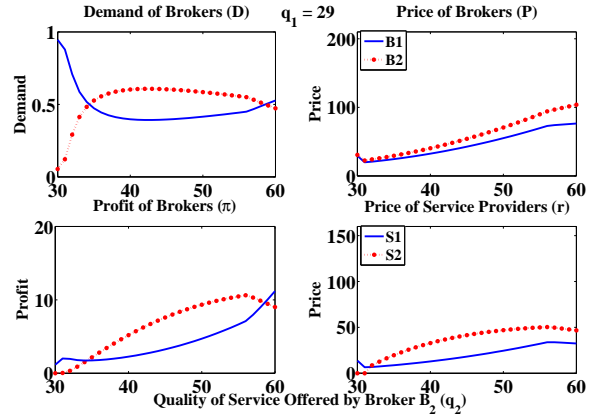 Demand of Brokers (D)
q1 = 29
Price of Brokers (P)
1
0.5
0
Demand
30 40 50 60
200
100
0
Price
30 40 50 60
B1
B2
Profit of Brokers (π)
Price of Service Providers (r)
20
10
0
Profit
30 40 50 60
150
100
50
0
Price
30 40 50 60
S1
S2
Quality of Service Offered by Broker B2 (q2)